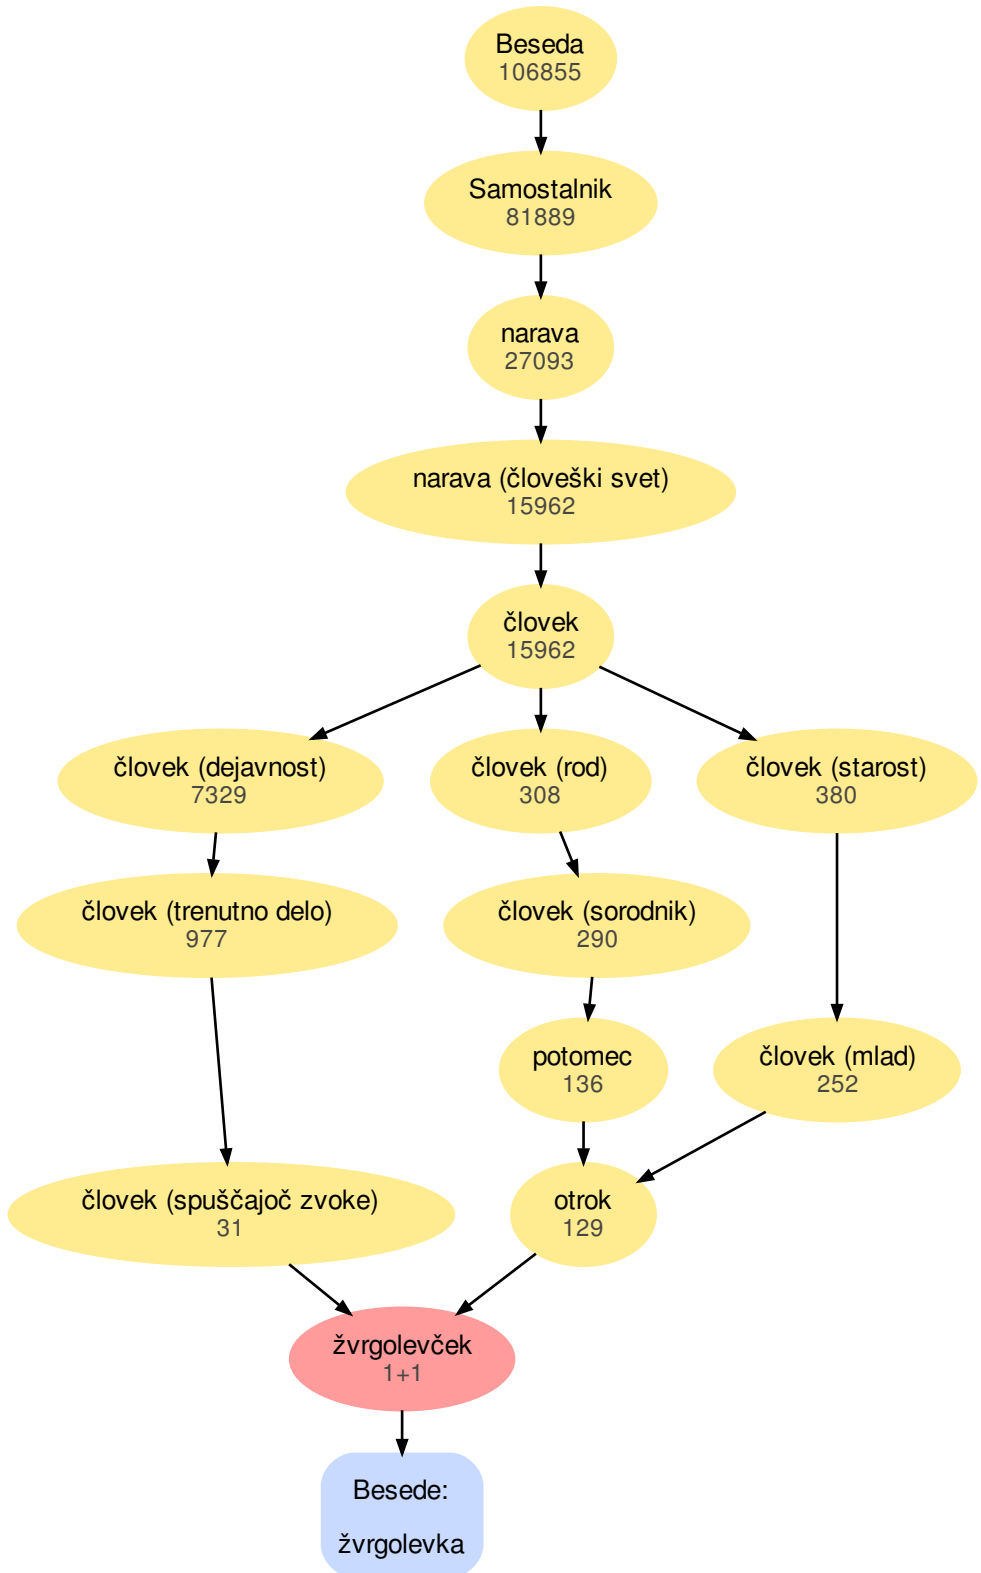 Beseda
106855
Samostalnik
81889
narava
27093
narava (človeški svet)
15962
človek
15962
človek (dejavnost)
7329
človek (rod)
308
človek (starost)
380
človek (trenutno delo)
977
človek (sorodnik)
290
potomec
136
človek (mlad)
252
človek (spuščajoč zvoke)
31
otrok
129
žvrgolevček
1+1
Besede:
žvrgolevka